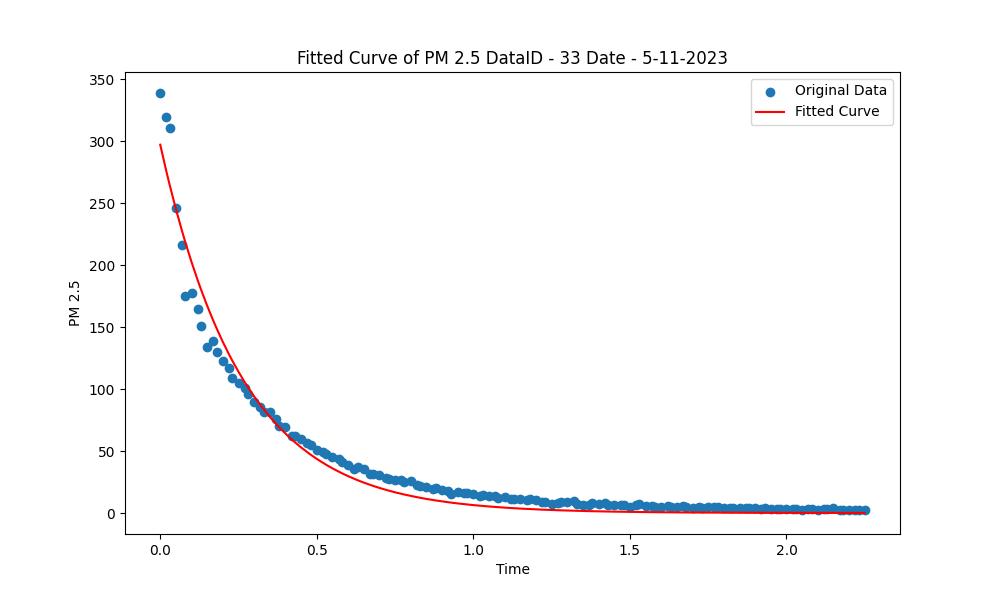 Fitted Curve of PM 2.5 DataID - 33 Date - 5-11-2023
Original Data
Fitted Curve
350
300
250
200
150
100
50
0
PM 2.5
0.0 0.5 1.0 1.5 2.0
Time